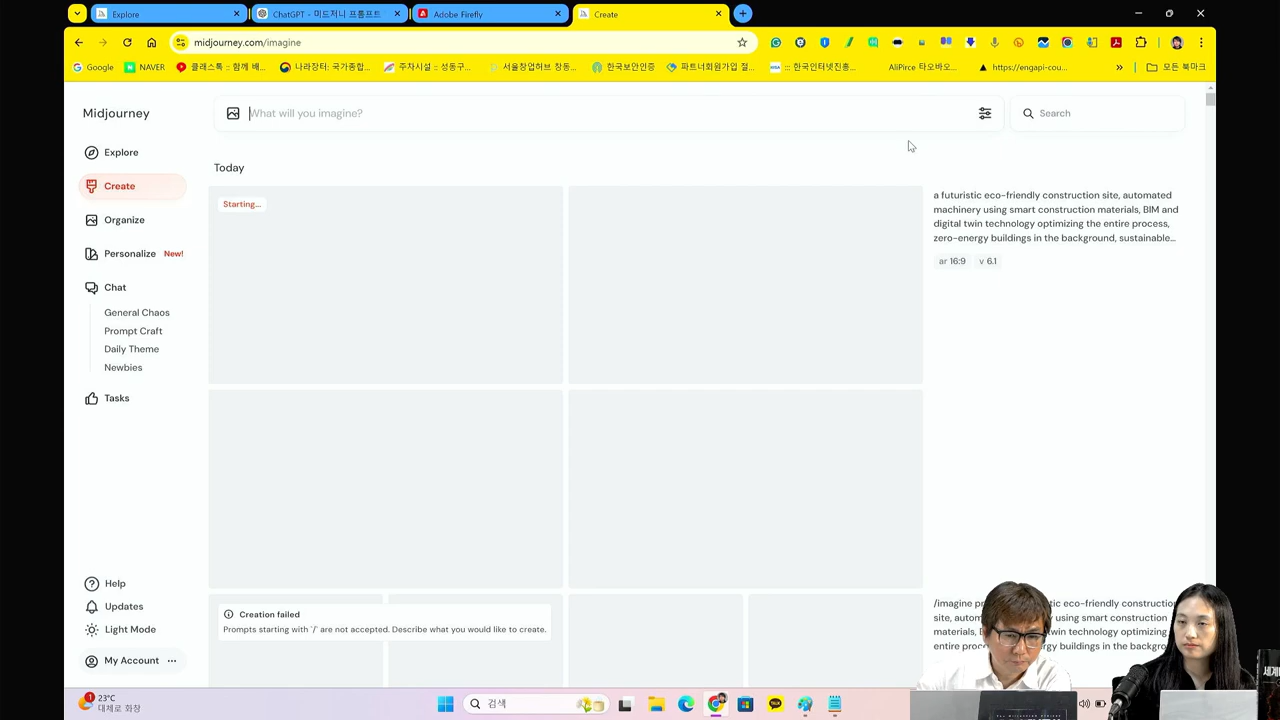 Explore
ChatGPT - 미드저니 프롬프트
Adobe Firefly
Create
midjourney.com/imagine
Google
NAVER
클래스톡 :: 함께 배...
나라장터: 국가종합...
주차시설 :: 성동구...
서울창업허브 창동...
한국보안인증
파트너회원가입 절...
::: 한국인터넷진흥...
AliPirce 타오바오...
https://engapi-cou...
»
모든 북마크
Midjourney
What will you imagine?
Search
Explore
Create
Organize
Personalize New!
Chat
General Chaos
Prompt Craft
Daily Theme
Newbies
Tasks
Help
Updates
Light Mode
My Account ...
Today
Starting...
a futuristic eco-friendly construction site, automated
machinery using smart construction materials, BIM and
digital twin technology optimizing the entire process,
zero-energy buildings in the background, sustainable...
ar 16:9 v 6.1
Creation failed
Prompts starting with '/' are not accepted. Describe what you would like to create.
/imagine
tic eco-friendly construction
site,
using smart construction
materials,
twin technology optimizing
entire
ergy buildings in the
1
23°C
대체로 화창
검색